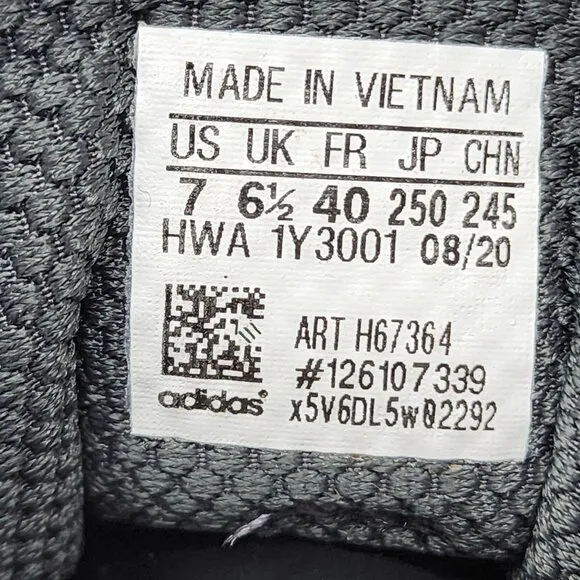 MADE IN VIETNAM
US UK FR JP CHN
7 6½ 40 250 245
HWA 1Y3001 08/20
ART H67364
#126107339
adidas® x5V6DL5w02292